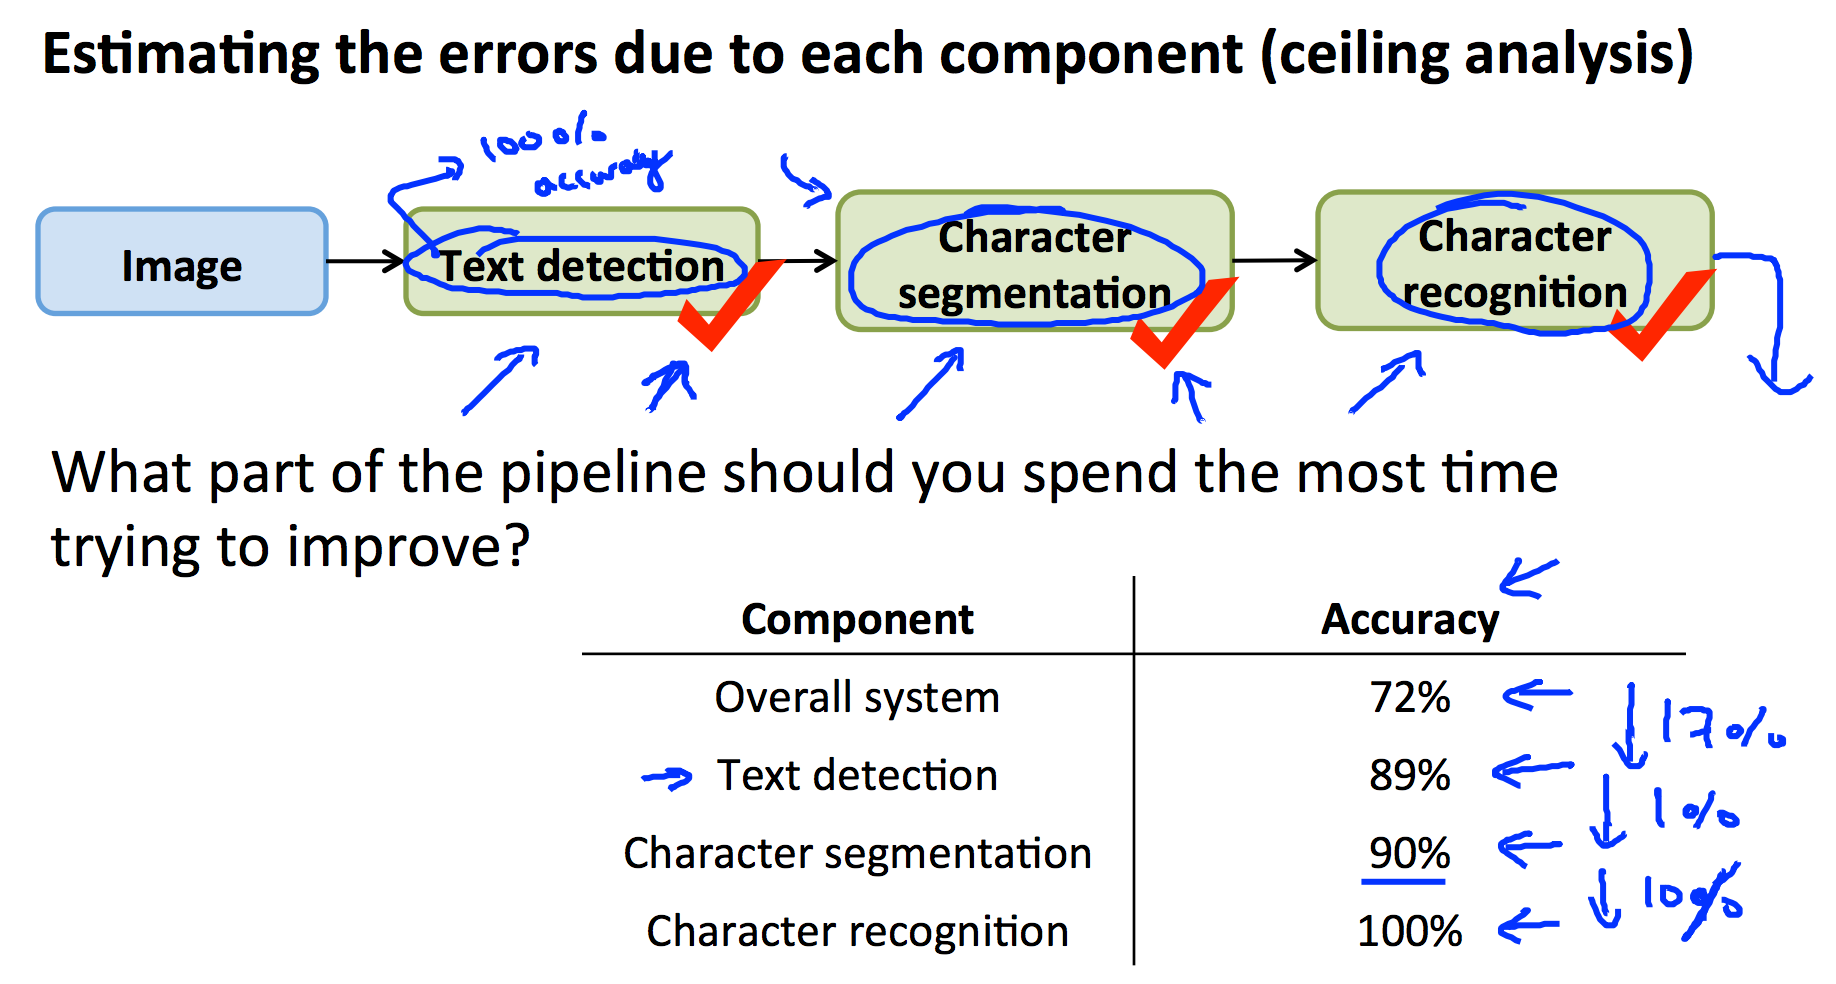 Estimating the errors due to each component (ceiling analysis)
100%
accuracy
Image
Text detection
Character
segmentation
Character
recognition
What part of the pipeline should you spend the most time
trying to improve?
Component Accuracy
Overall system 72%
17%
Text detection 89%
1%
Character segmentation 90%
10%
Character recognition 100%